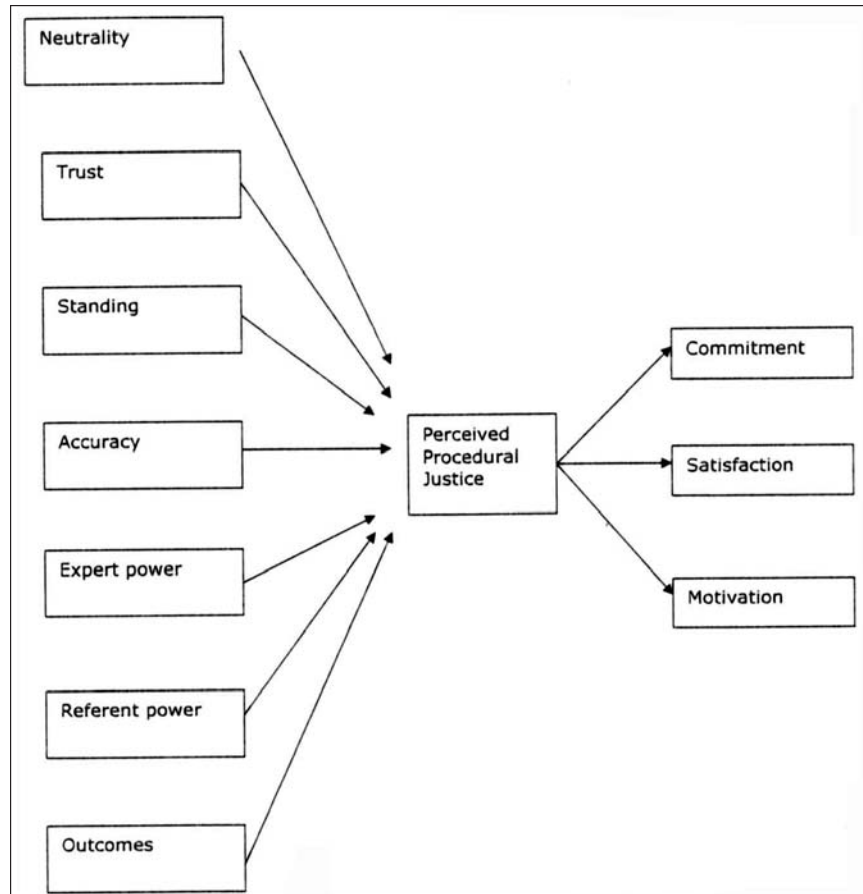 Neutrality
Trust
Standing
Accuracy
Expert power
Referent power
Outcomes
Perceived
Procedural
Justice
Commitment
Satisfaction
Motivation